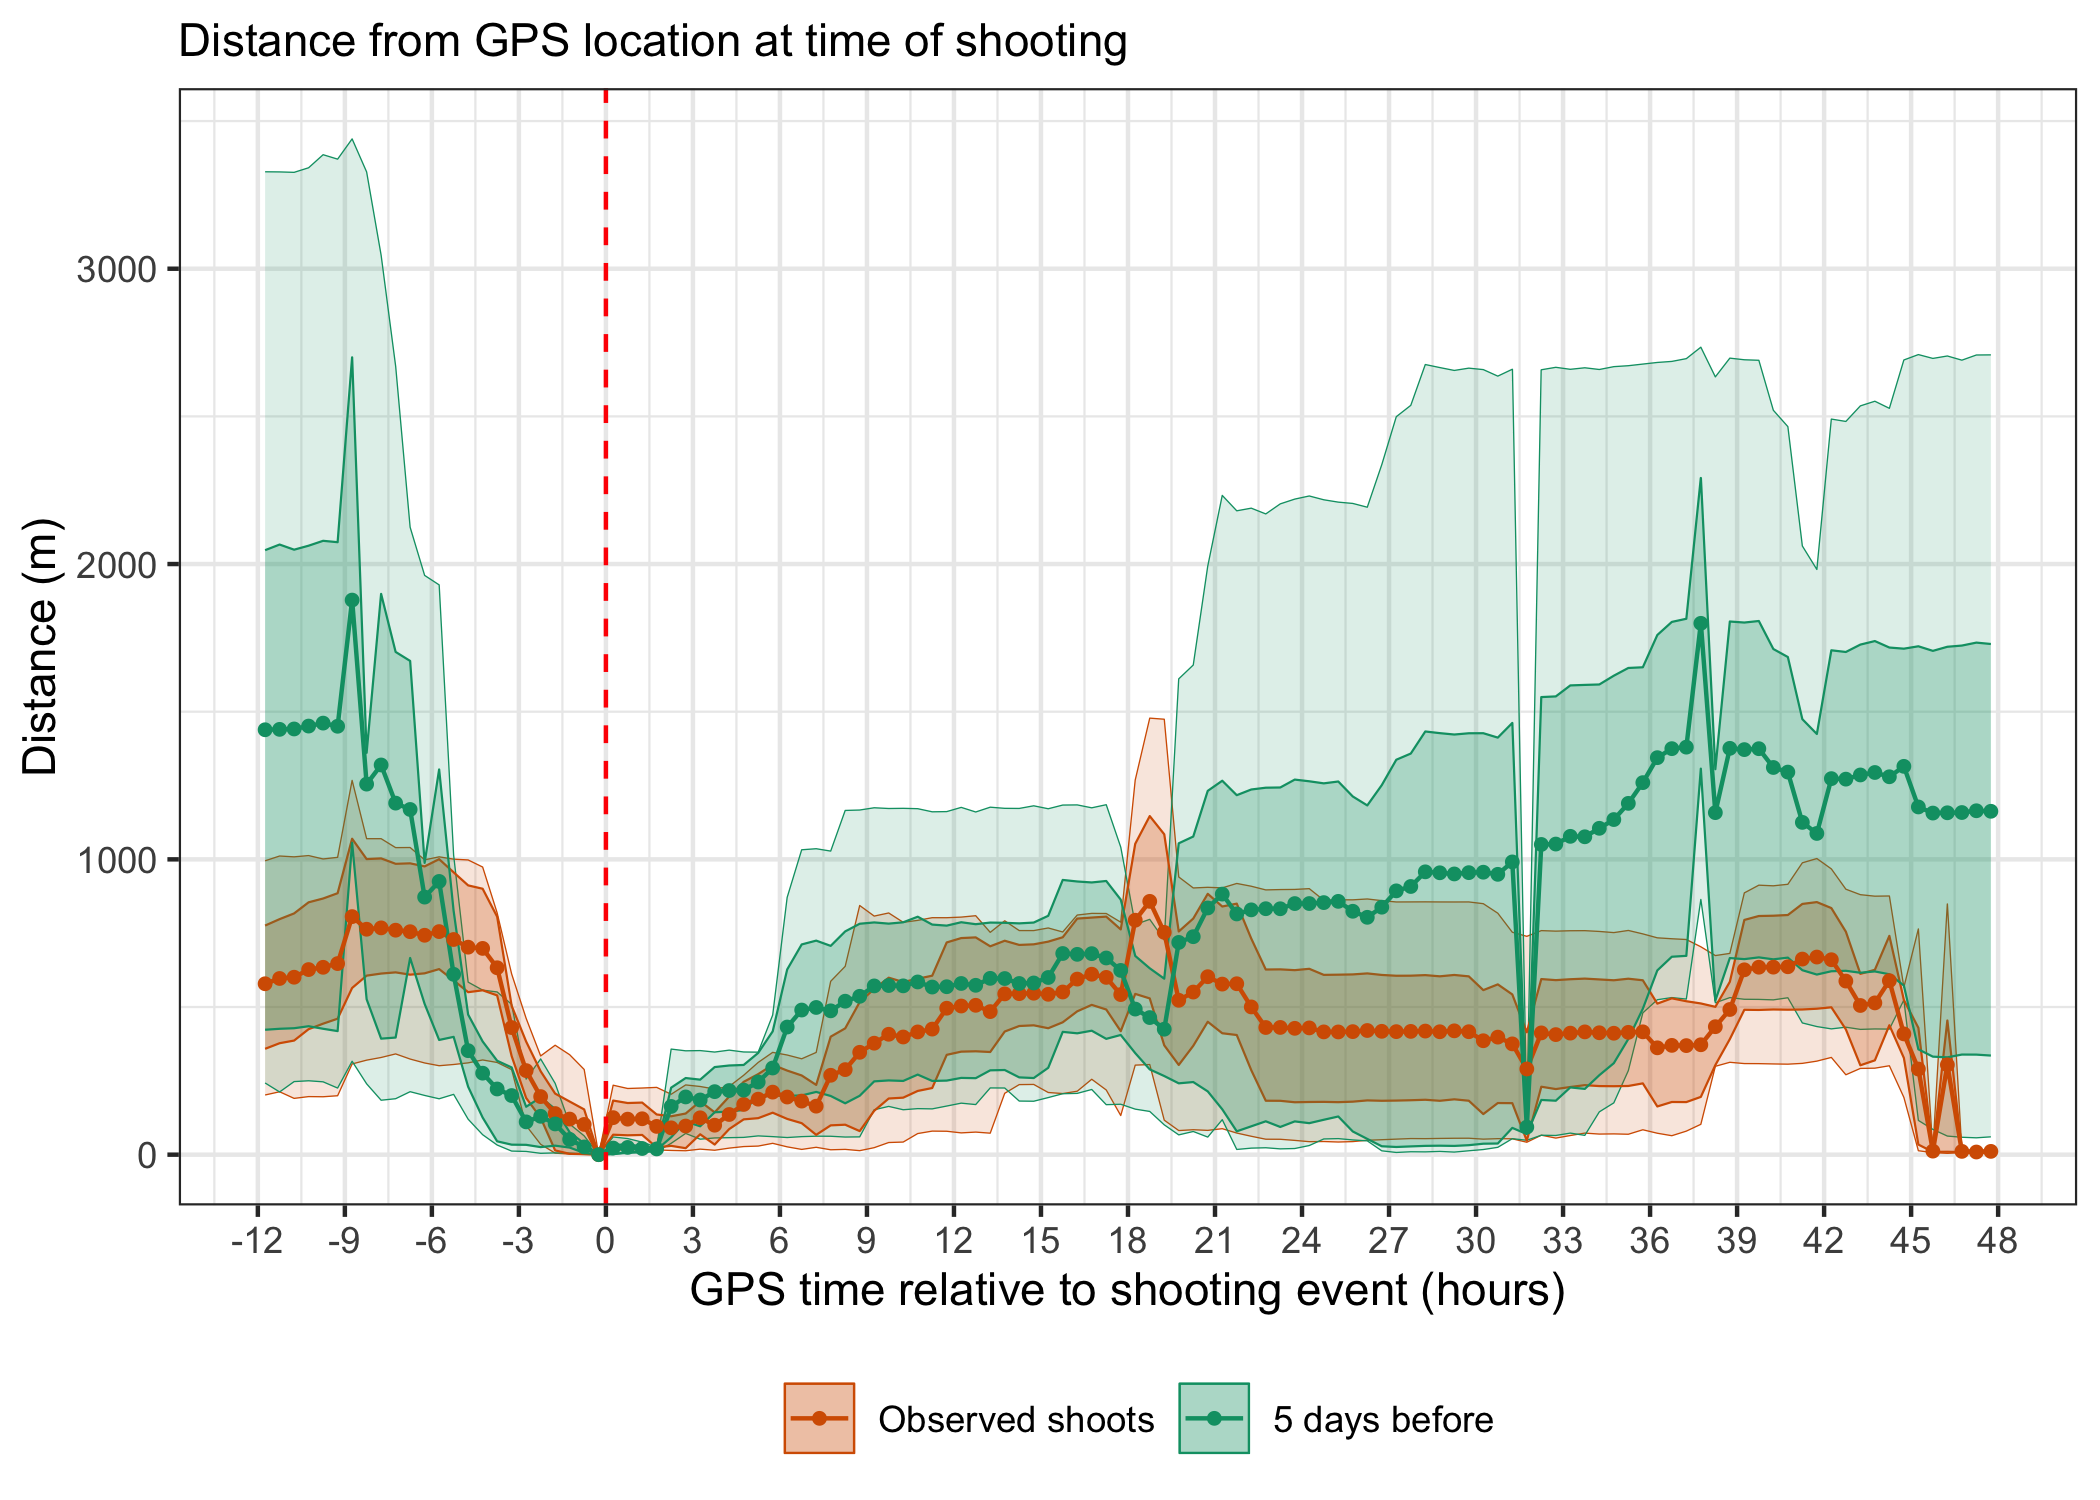 Distance from GPS location at time of shooting
Distance (m)
3000
2000
1000
0
-12 -9 -6 -3 0 3 6 9 12 15 18 21 24 27 30 33 36 39 42 45 48
GPS time relative to shooting event (hours)
Observed shoots 5 days before